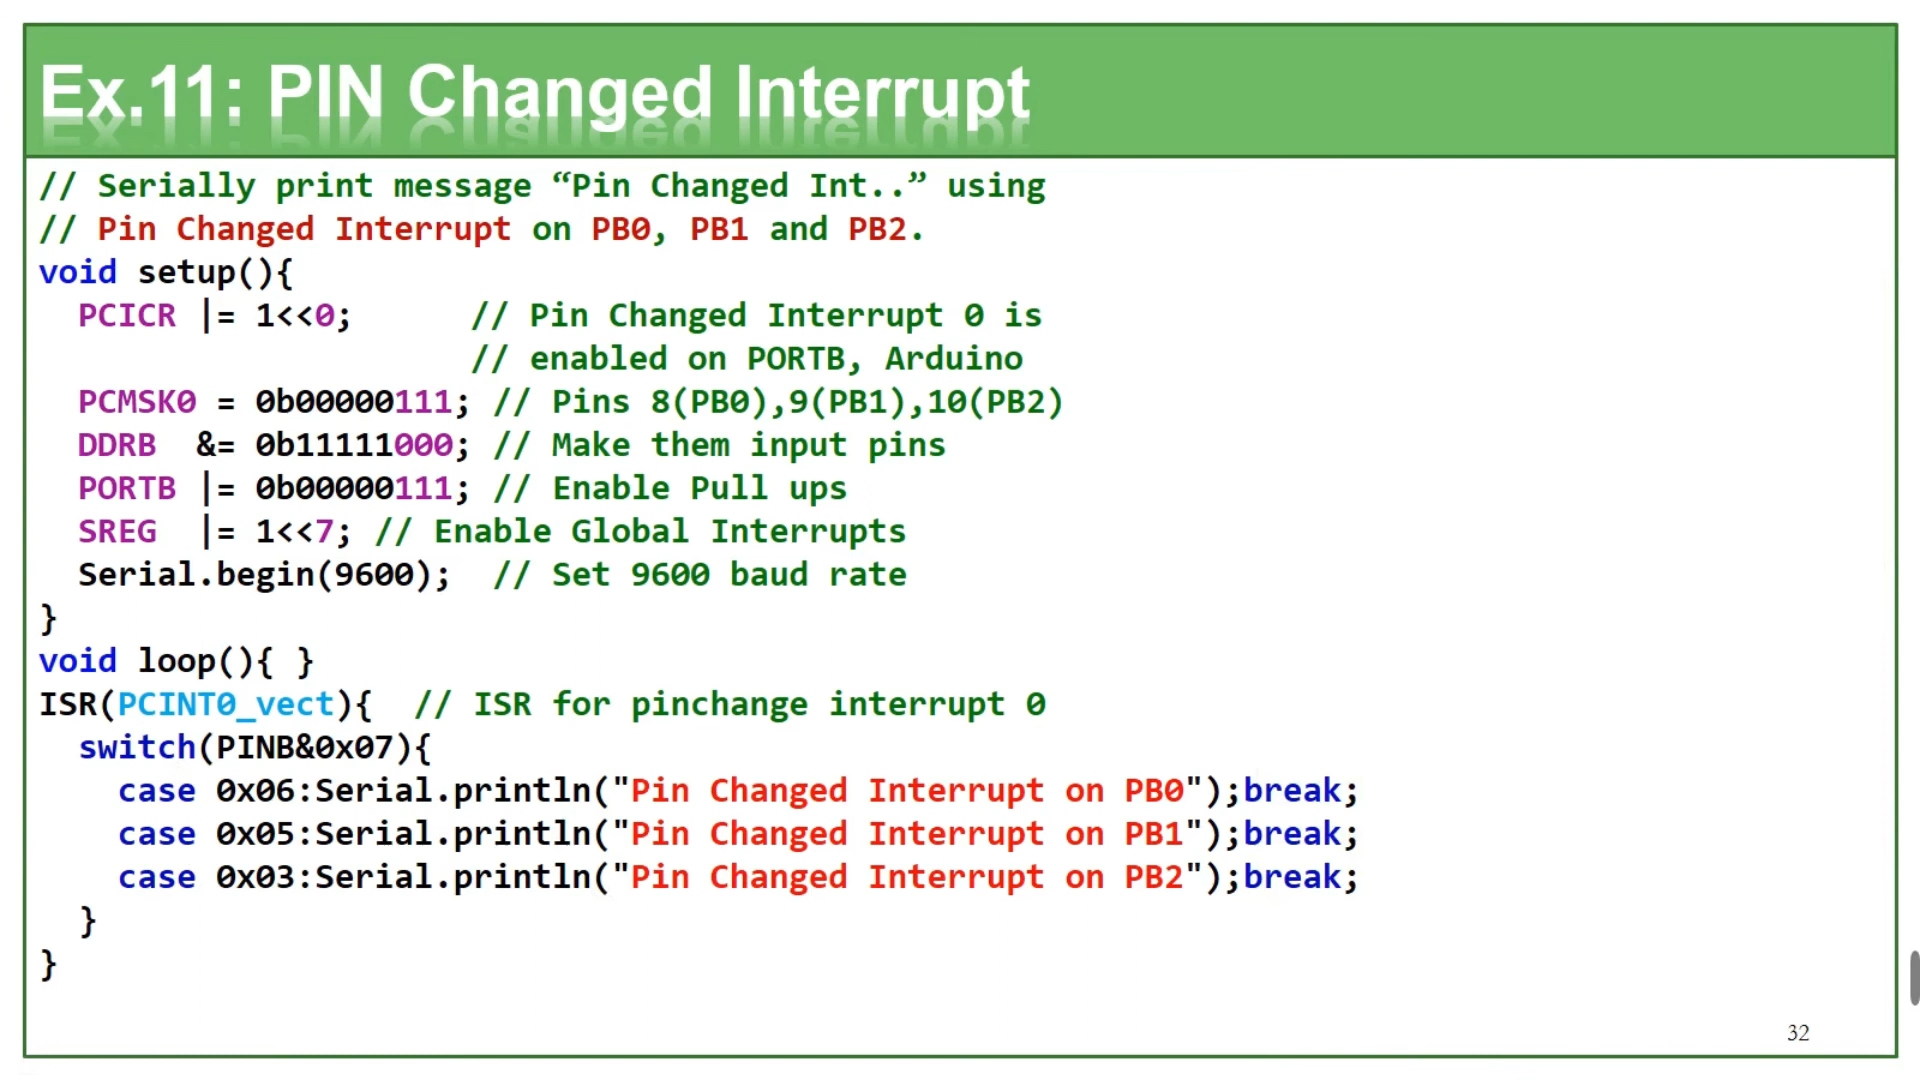 Ex.11: PIN Changed Interrupt
// Serially print message “Pin Changed Int..” using
// Pin Changed Interrupt on PB0, PB1 and PB2.
void setup(){
  PCICR |= 1<<0;      // Pin Changed Interrupt 0 is
                      // enabled on PORTB, Arduino
  PCMSK0 = 0b00000111; // Pins 8(PB0),9(PB1),10(PB2)
  DDRB  &= 0b11111000; // Make them input pins
  PORTB |= 0b00000111; // Enable Pull ups
  SREG  |= 1<<7; // Enable Global Interrupts
  Serial.begin(9600);  // Set 9600 baud rate
}
void loop(){ }
ISR(PCINT0_vect){  // ISR for pinchange interrupt 0
  switch(PINB&0x07){
    case 0x06:Serial.println("Pin Changed Interrupt on PB0");break;
    case 0x05:Serial.println("Pin Changed Interrupt on PB1");break;
    case 0x03:Serial.println("Pin Changed Interrupt on PB2");break;
  }
}
32